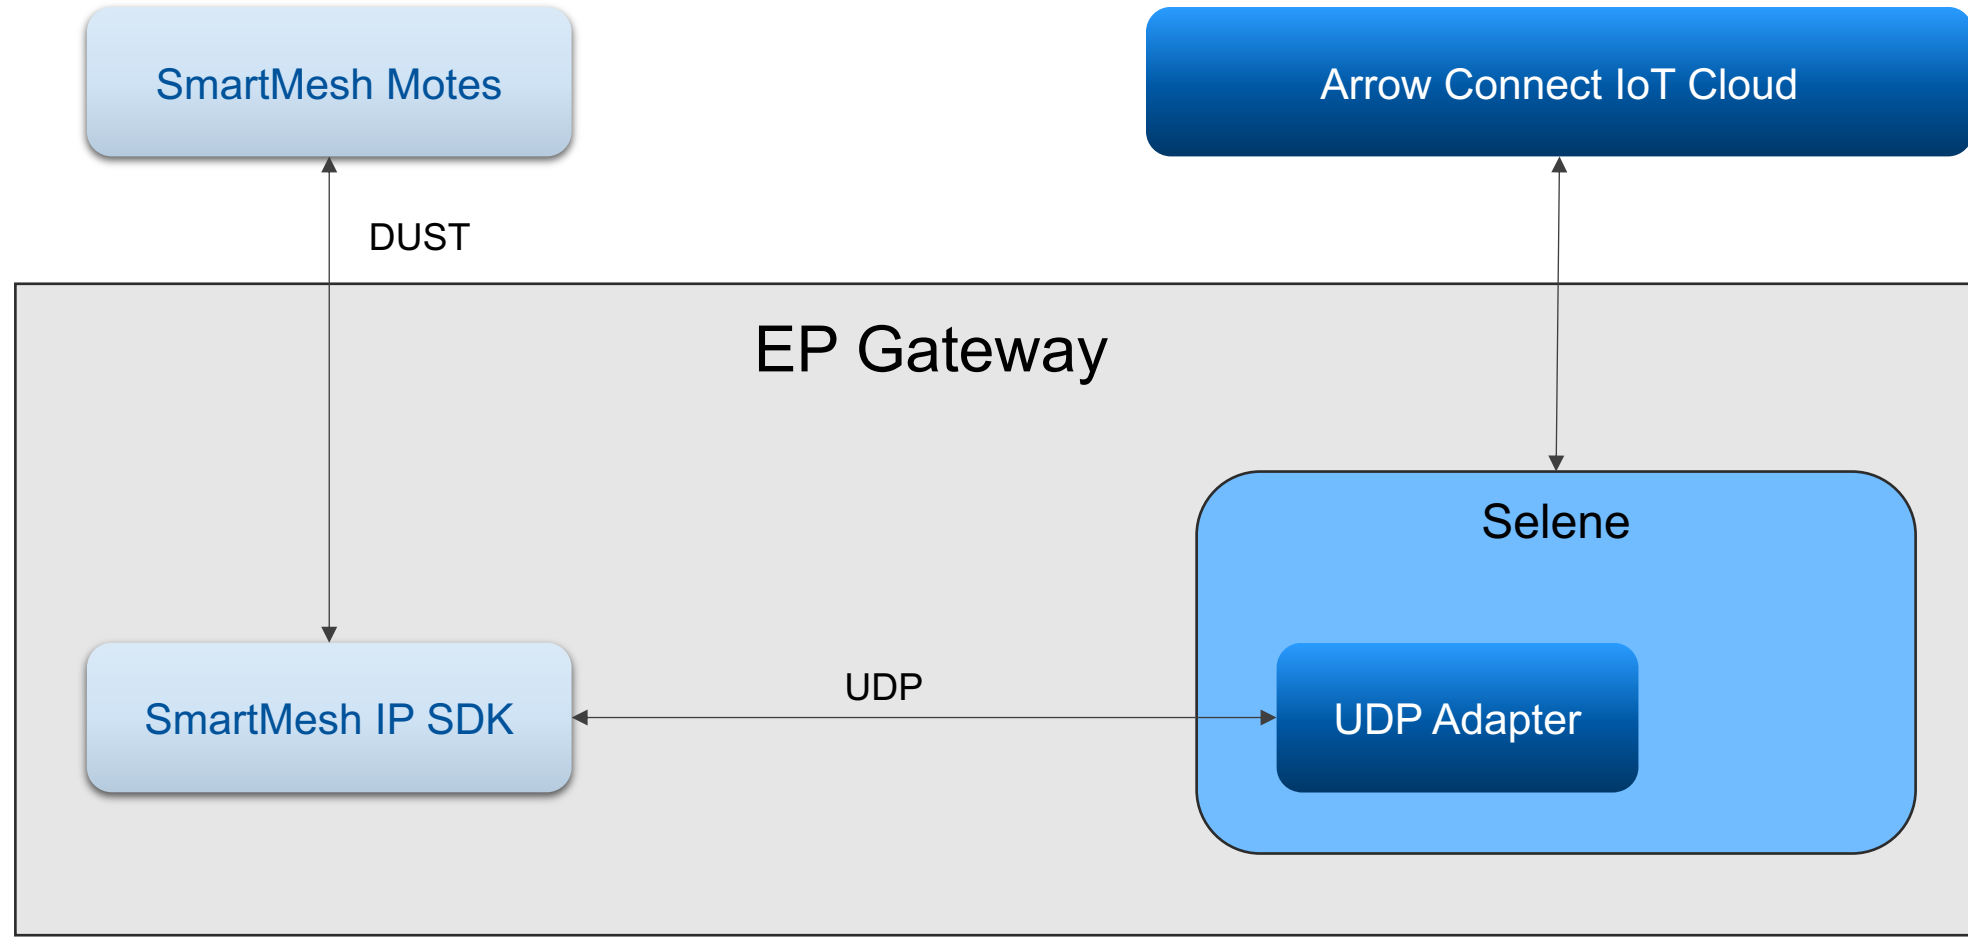 SmartMesh Motes
Arrow Connect IoT Cloud
DUST
EP Gateway
Selene
UDP
SmartMesh IP SDK
UDP Adapter